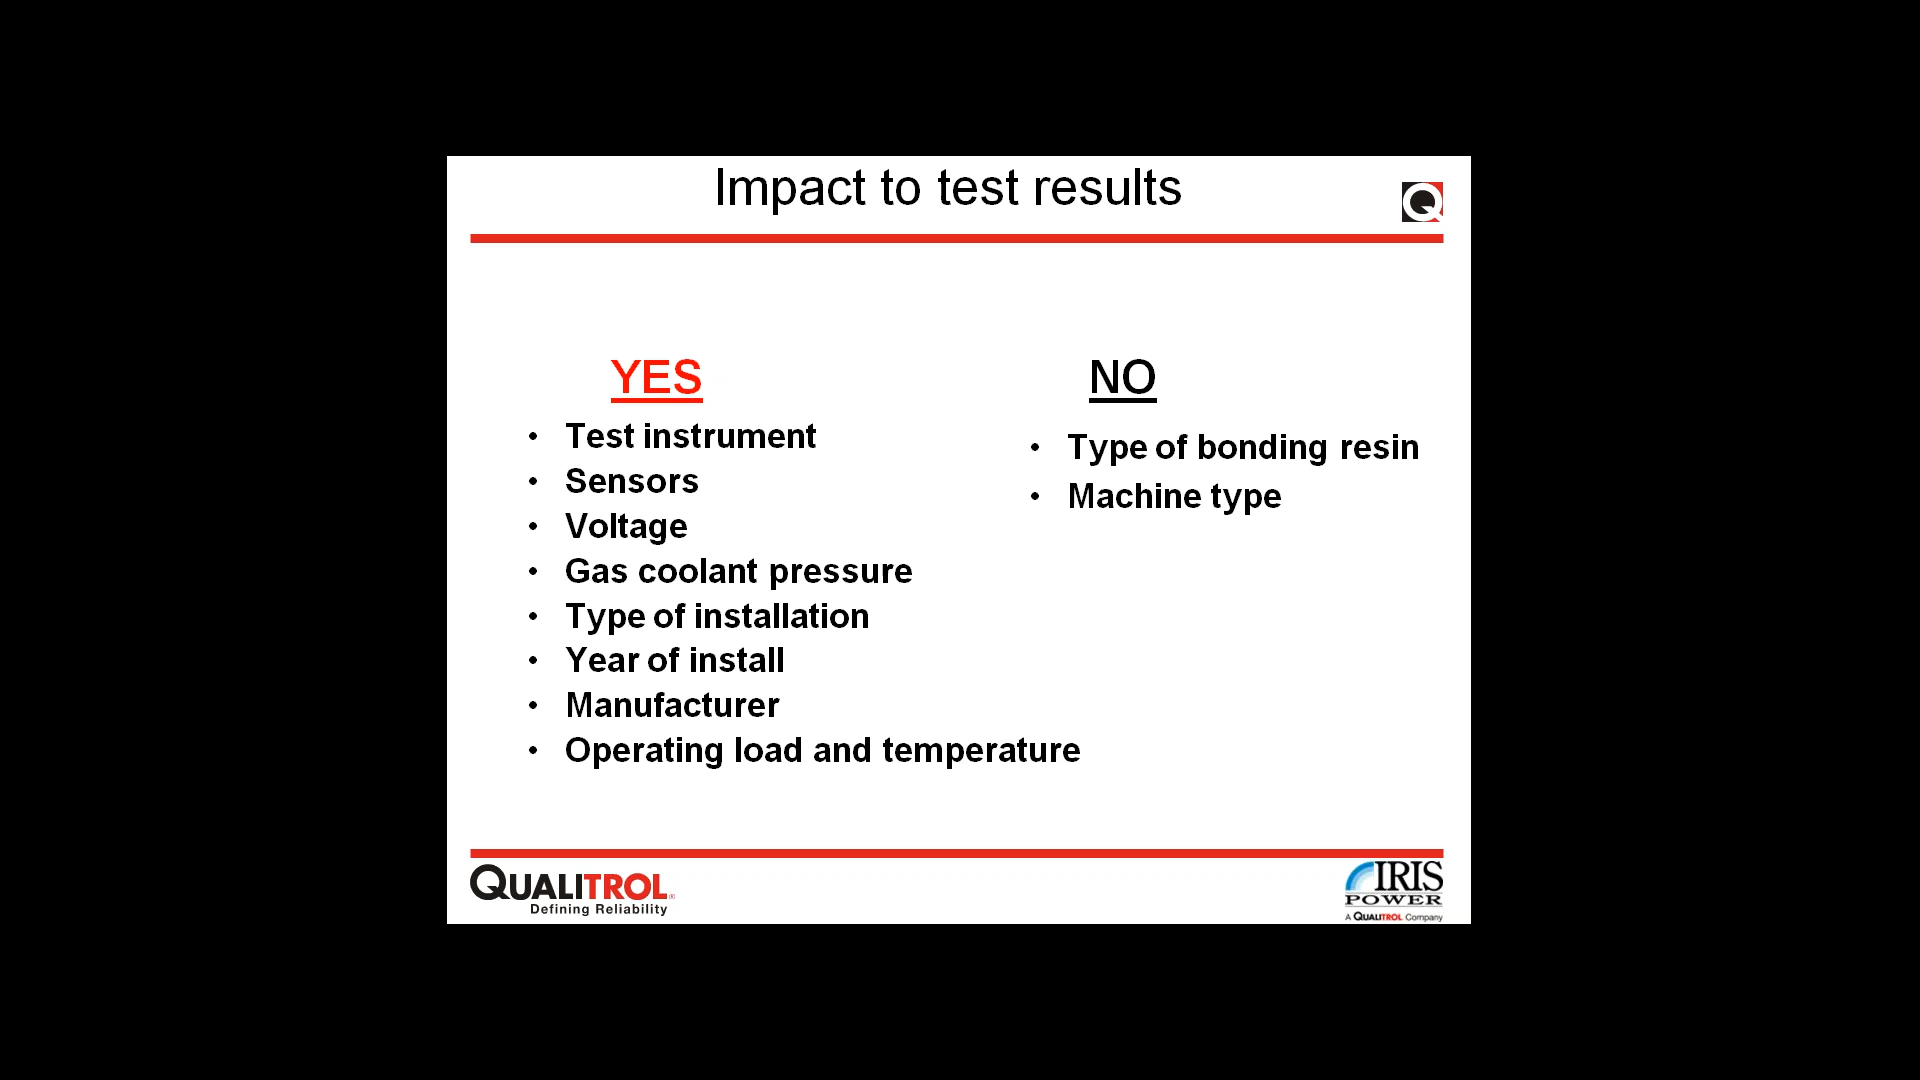 Impact to test results
Q
YES
• Test instrument
• Sensors
• Voltage
• Gas coolant pressure
• Type of installation
• Year of install
• Manufacturer
• Operating load and temperature
NO
• Type of bonding resin
• Machine type
QUALITROL®
Defining Reliability
IRIS
POWER
A QUALITROL Company